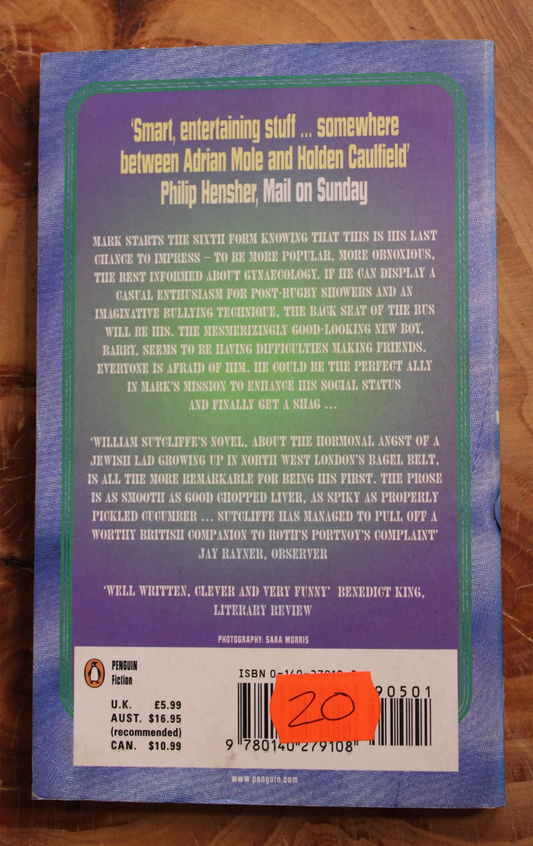 'Smart, entertaining stuff ... somewhere
between Adrian Mole and Holden Caulfield'
Philip Hensher, Mail on Sunday
MARK STARTS THE SIXTH FORM KNOWING THAT THIS IS HIS LAST
CHANCE TO IMPRESS – TO BE MORE POPULAR, MORE OBNOXIOUS,
THE BEST INFORMED ABOUT GYNAECOLOGY. IF HE CAN DISPLAY A
CASUAL ENTHUSIASM FOR POST-RUGBY SHOWERS AND AN
IMAGINATIVE BULLYING TECHNIQUE, THE BACK SEAT OF THE BUS
WILL BE HIS. THE MESMERIZINGLY GOOD-LOOKING NEW BOY,
BARRY, SEEMS TO BE HAVING DIFFICULTIES MAKING FRIENDS.
EVERYONE IS AFRAID OF HIM. HE COULD BE THE PERFECT ALLY
IN MARK'S MISSION TO ENHANCE HIS SOCIAL STATUS
AND FINALLY GET A SHAG ...
'WILLIAM SUTCLIFFE'S NOVEL, ABOUT THE HORMONAL ANGST OF A
JEWISH LAD GROWING UP IN NORTH WEST LONDON'S BAGEL BELT,
IS ALL THE MORE REMARKABLE FOR BEING HIS FIRST. THE PROSE
IS AS SMOOTH AS GOOD CHOPPED LIVER, AS SPIKY AS PROPERLY
PICKLED CUCUMBER ... SUTCLIFFE HAS MANAGED TO PULL OFF A
WORTHY BRITISH COMPANION TO ROTH'S PORTNOY'S COMPLAINT'
JAY RAYNER, OBSERVER
'WELL WRITTEN, CLEVER AND VERY FUNNY' BENEDICT KING,
LITERARY REVIEW
PHOTOGRAPHY: SARA MORRIS
PENGUIN
Fiction
U.K. £5.99
AUST. $16.95
(recommended)
CAN. $10.99
ISBN 0-140-
90501
20
9 780140 279108
www.penguin.com